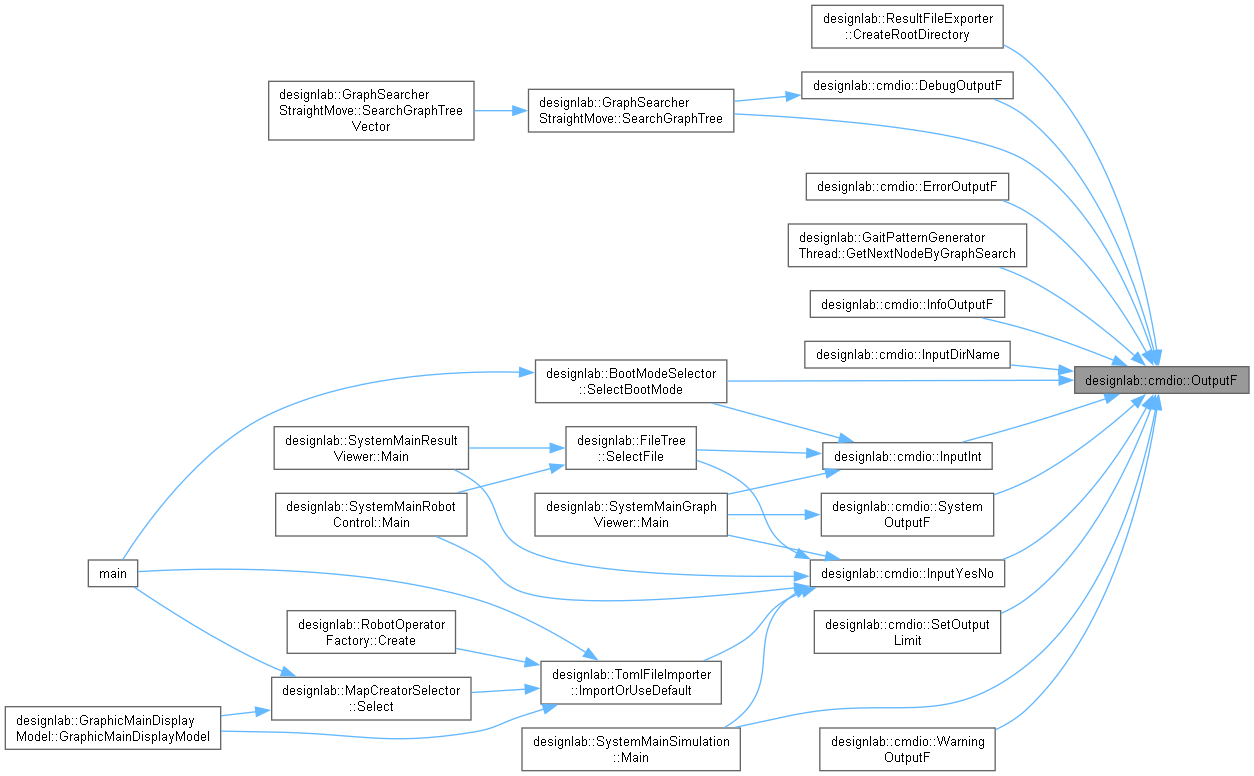 designlab::ResultFileExporter
::CreateRootDirectory
designlab::cmdio::DebugOutputF
designlab::GraphSearcher
StraightMove::SearchGraphTree
Vector
designlab::GraphSearcher
StraightMove::SearchGraphTree
designlab::cmdio::ErrorOutputF
designlab::GaitPatternGenerator
Thread::GetNextNodeByGraphSearch
designlab::cmdio::InfoOutputF
designlab::cmdio::InputDirName
designlab::cmdio::OutputF
designlab::BootModeSelector
::SelectBootMode
designlab::SystemMainResult
Viewer::Main
designlab::FileTree
::SelectFile
designlab::cmdio::InputInt
designlab::SystemMainRobot
Control::Main
designlab::SystemMainGraph
Viewer::Main
designlab::cmdio::System
OutputF
main
designlab::cmdio::InputYesNo
designlab::RobotOperator
Factory::Create
designlab::cmdio::SetOutput
Limit
designlab::MapCreatorSelector
::Select
designlab::TomlFileImporter
::ImportOrUseDefault
designlab::GraphicMainDisplay
Model::GraphicMainDisplayModel
designlab::SystemMainSimulation
::Main
designlab::cmdio::Warning
OutputF